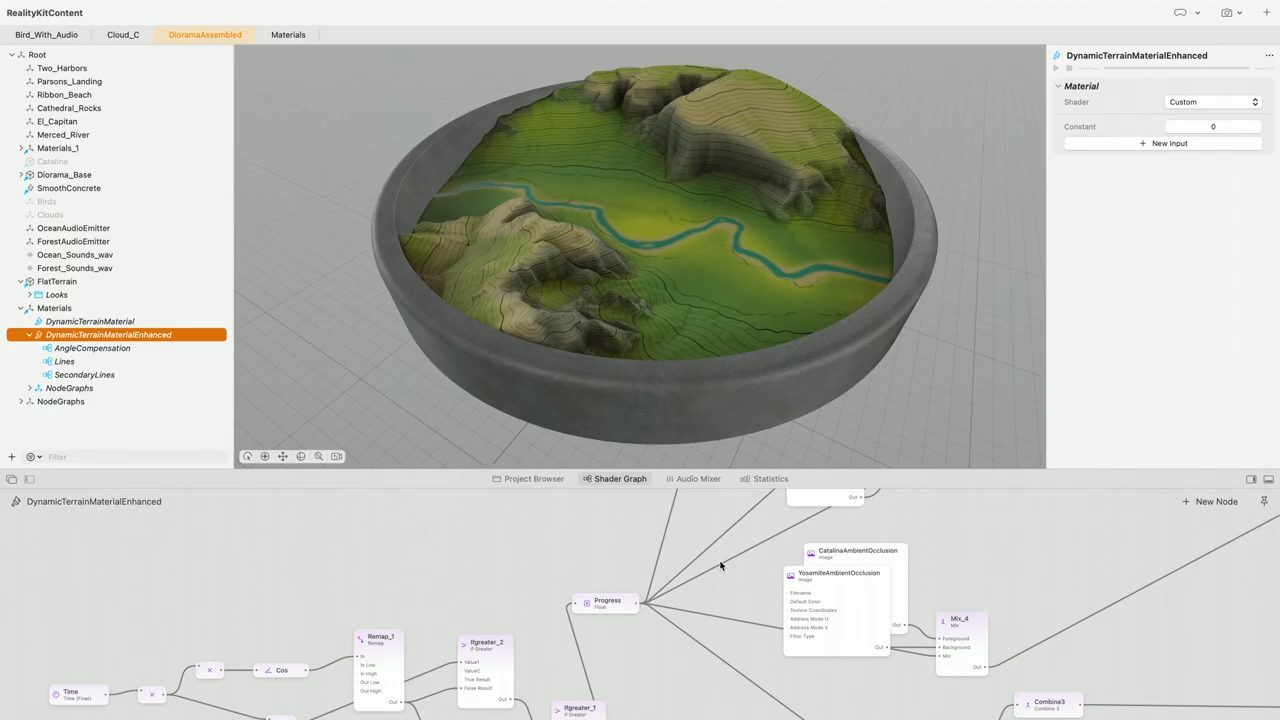 RealityKitContent
Bird_With_Audio
Cloud_C
DioramaAssembled
Materials
Root
Two_Harbors
Parsons_Landing
Ribbon_Beach
Cathedral_Rocks
El_Capitan
Merced_River
Materials_1
Catalina
Diorama_Base
SmoothConcrete
Birds
Clouds
OceanAudioEmitter
ForestAudioEmitter
Ocean_Sounds_wav
Forest_Sounds_wav
FlatTerrain
Looks
Materials
DynamicTerrainMaterial
DynamicTerrainMaterialEnhanced
AngleCompensation
Lines
SecondaryLines
NodeGraphs
NodeGraphs
Filter
DynamicTerrainMaterialEnhanced
Material
Shader
Custom
Constant
0
New Input
Project Browser
Shader Graph
Audio Mixer
Statistics
DynamicTerrainMaterialEnhanced
New Node
Out
CatalinaAmbientOcclusion
Image
Out
YosemiteAmbientOcclusion
Image
Filename
Default Color
Texture Coordinates
Address Mode U
Address Mode V
Filter Type
Out
Progress
Float
Mix_4
Mix
Foreground
Background
Mix
Out
Remap_1
Remap
In
In Low
In High
Out Low
Out High
Out
Ifgreater_2
If Greater
Value1
Value2
True Result
False Result
Out
Cos
Time
Time (Float)
Ifgreater_1
If Greater
Combine3
Combine 3